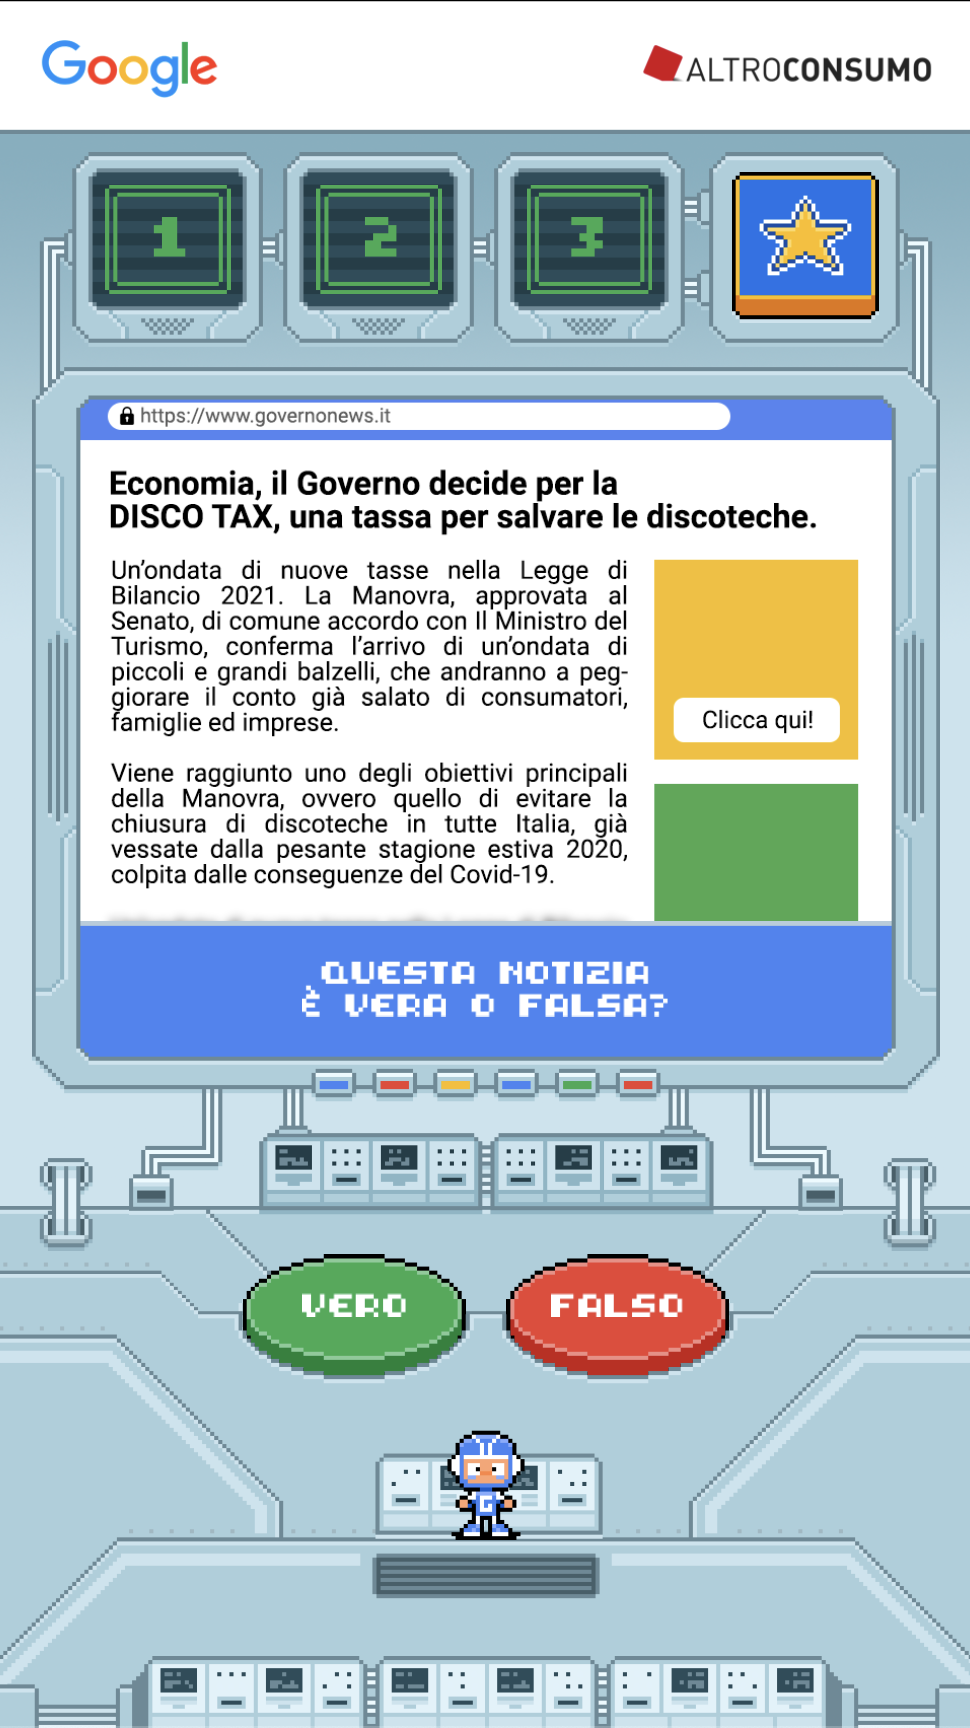 Google
ALTROCONSUMO
1
2
3
https://www.governonews.it
Economia, il Governo decide per la
DISCO TAX, una tassa per salvare le discoteche.
Un'ondata di nuove tasse nella Legge di
Bilancio 2021. La Manovra, approvata al
Senato, di comune accordo con Il Ministro del
Turismo, conferma l'arrivo di un'ondata di
piccoli e grandi balzelli, che andranno a peg-
giorare il conto già salato di consumatori,
famiglie ed imprese.
Clicca qui!
Viene raggiunto uno degli obiettivi principali
della Manovra, ovvero quello di evitare la
chiusura di discoteche in tutte Italia, già
vessate dalla pesante stagione estiva 2020,
colpita dalle conseguenze del Covid-19.
QUESTA NOTIZIA
È VERA O FALSA?
VERO
FALSO
G